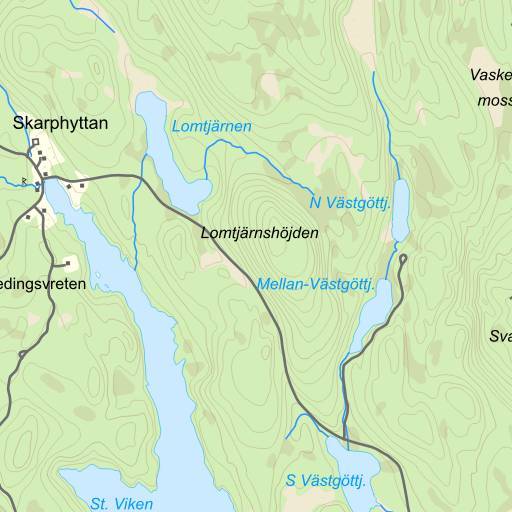 Vaske
moss
Skarphyttan
Lomtjärnen
N Västgöttj.
Lomtjärnshöjden
edingsvreten
Mellan-Västgöttj.
Sva
S Västgöttj.
St. Viken